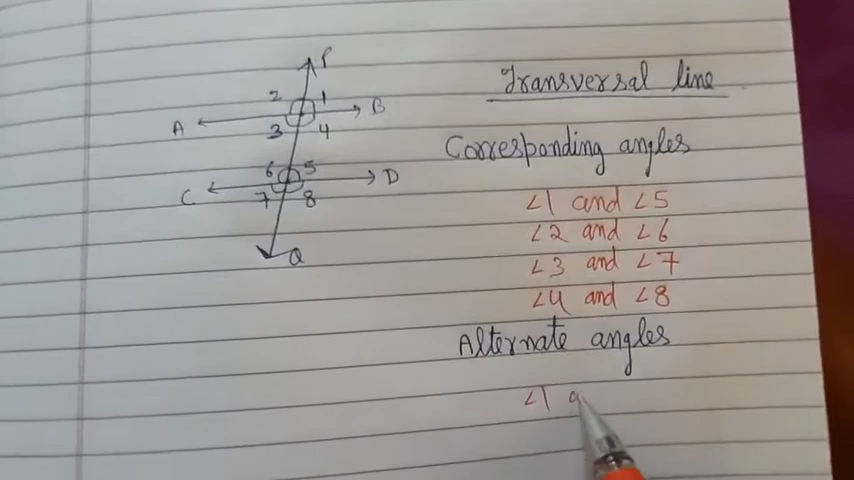 Transversal line
P
2 1
A B
3 4
6 5
C D
7 8
Q
Corresponding angles
∠1 and ∠5
∠2 and ∠6
∠3 and ∠7
∠4 and ∠8
Alternate angles
∠1 a